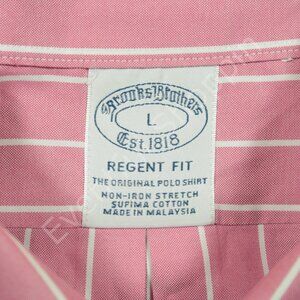 Brooks Brothers
L
Est. 1818
REGENT FIT
THE ORIGINAL POLO SHIRT
NON-IRON STRETCH
SUPIMA COTTON
MADE IN MALAYSIA